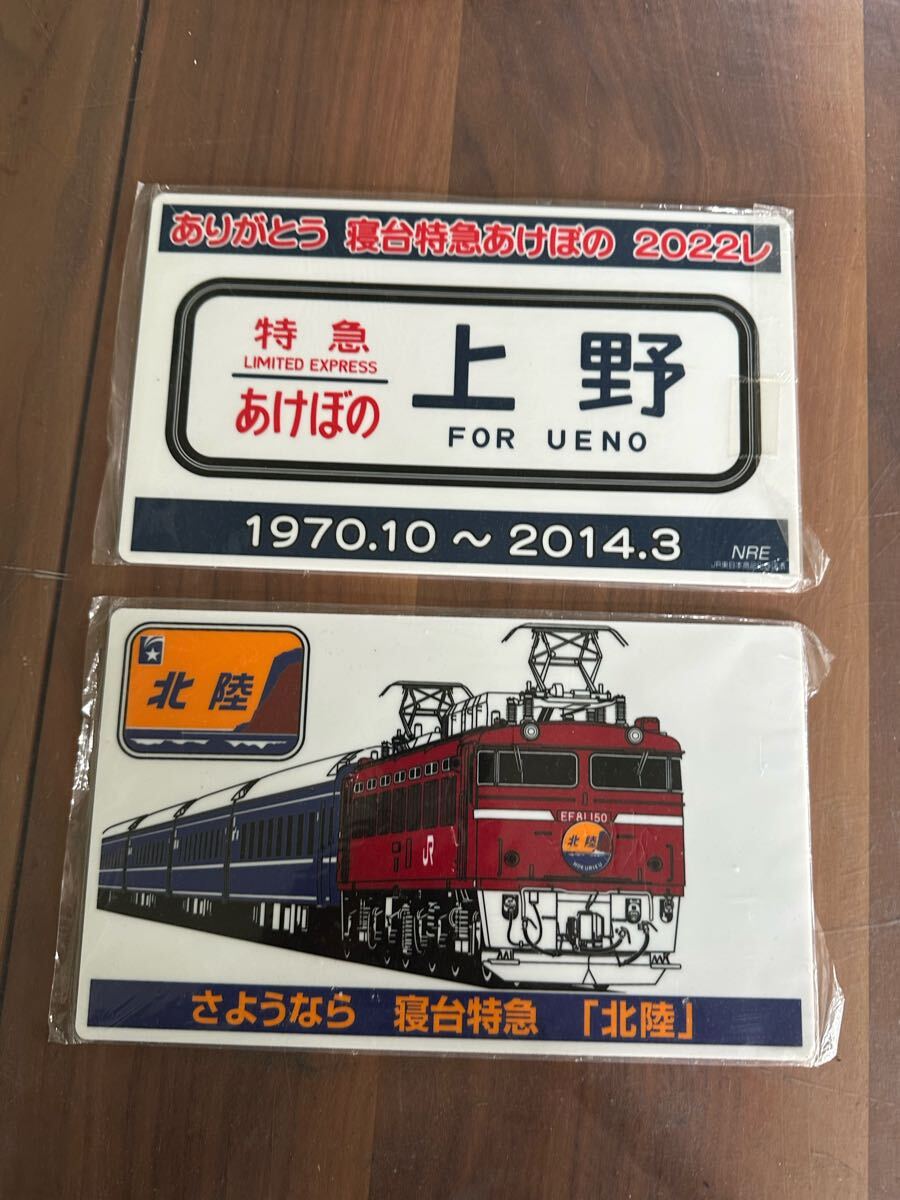 ありがとう 寝台特急あけぼの 2022レ
特急
LIMITED EXPRESS
あけぼの
上野
FOR UENO
1970.10～2014.3
NRE
北陸
EF81 150
北陸
HOKURIKU
JR
さようなら 寝台特急 「北陸」